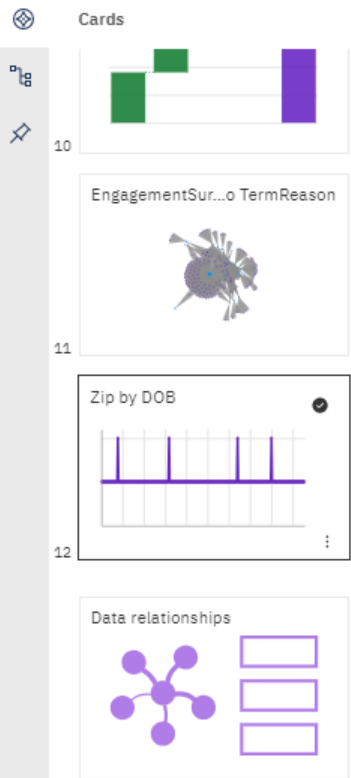 Cards
10
EngagementSur...o TermReason
11
Zip by DOB
12
Data relationships